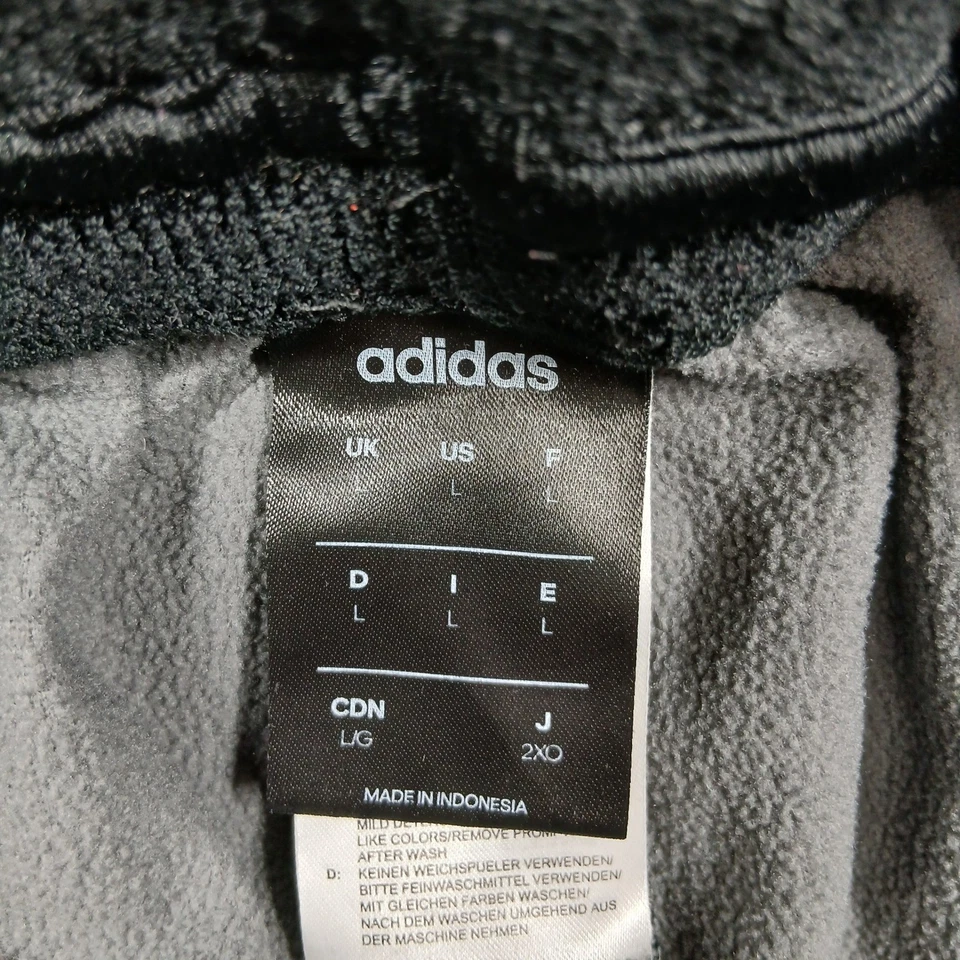 adidas
UK US F
L L L
D I E
L L L
CDN J
L/G 2XO
MADE IN INDONESIA
MILD
LIKE COLORS/REMOVE
AFTER WASH
D: KEINEN WEICHSPUELER VERWENDEN/
BITTE FEINWASCHMITTEL VERWENDEN/
MIT GLEICHEN FARBEN WASCHEN/
NACH DEM WASCHEN UMGEHEND AUS
DER MASCHINE NEHMEN